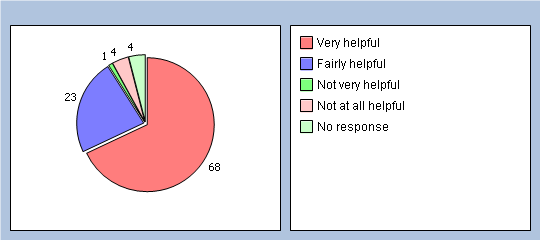 1
4
4
23
68
Very helpful
Fairly helpful
Not very helpful
Not at all helpful
No response